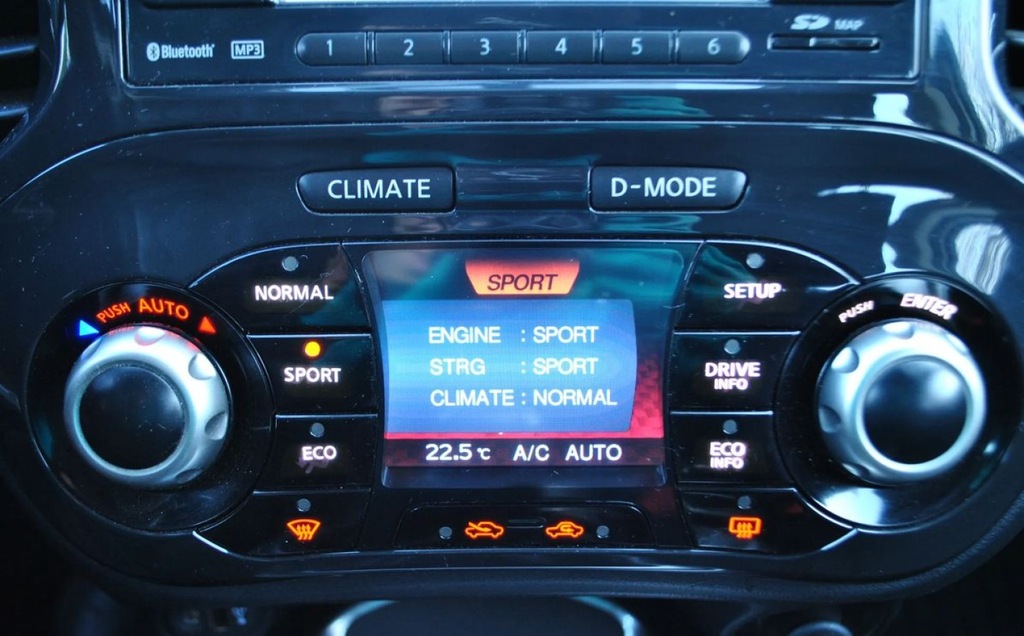 Bluetooth MP3 1 2 3 4 5 6 SD MAP
CLIMATE D-MODE
PUSH AUTO
NORMAL
SPORT
ECO
SPORT
ENGINE : SPORT
STRG : SPORT
CLIMATE : NORMAL
22.5 °C A/C AUTO
SETUP
DRIVE
INFO
ECO
INFO
PUSH ENTER